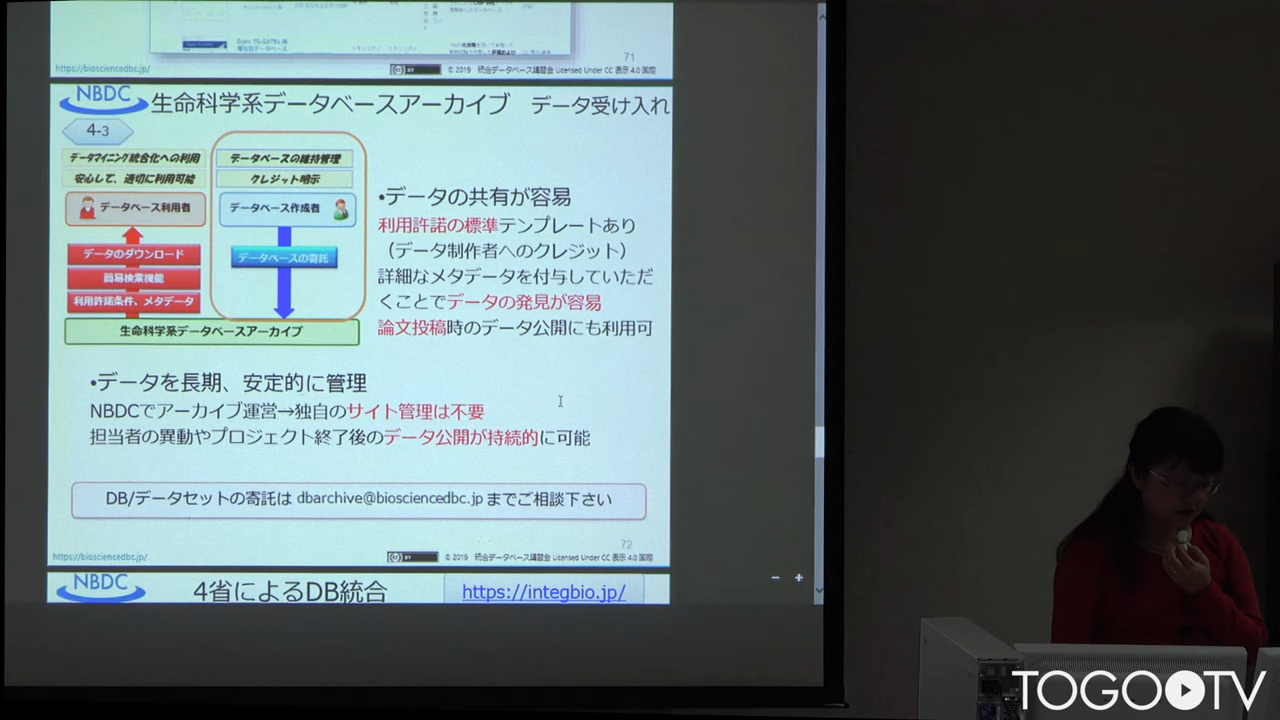 Open TG-GATEs
https://biosciencedbc.jp/
BY
© 2019 統合データベース講習会 Licensed Under CC 表示 4.0 国際
71
NBDC
生命科学系データベースアーカイブ データ受け入れ
4-3
データマイニング統合化への利用
安心して、適切に利用可能
データベース利用者
データのダウンロード
簡易検索機能
利用許諾条件、メタデータ
データベースの維持管理
クレジット明示
データベース作成者
データベースの寄託
生命科学系データベースアーカイブ
•データの共有が容易
利用許諾の標準テンプレートあり
（データ制作者へのクレジット）
詳細なメタデータを付与していただ
くことでデータの発見が容易
論文投稿時のデータ公開にも利用可
•データを長期、安定的に管理
NBDCでアーカイブ運営→独自のサイト管理は不要
担当者の異動やプロジェクト終了後のデータ公開が持続的に可能
DB/データセットの寄託は dbarchive@biosciencedbc.jp までご相談下さい
72
https://biosciencedbc.jp/
BY
© 2019 統合データベース講習会 Licensed Under CC 表示 4.0 国際
NBDC
4省によるDB統合
https://integbio.jp/
TOGOTV